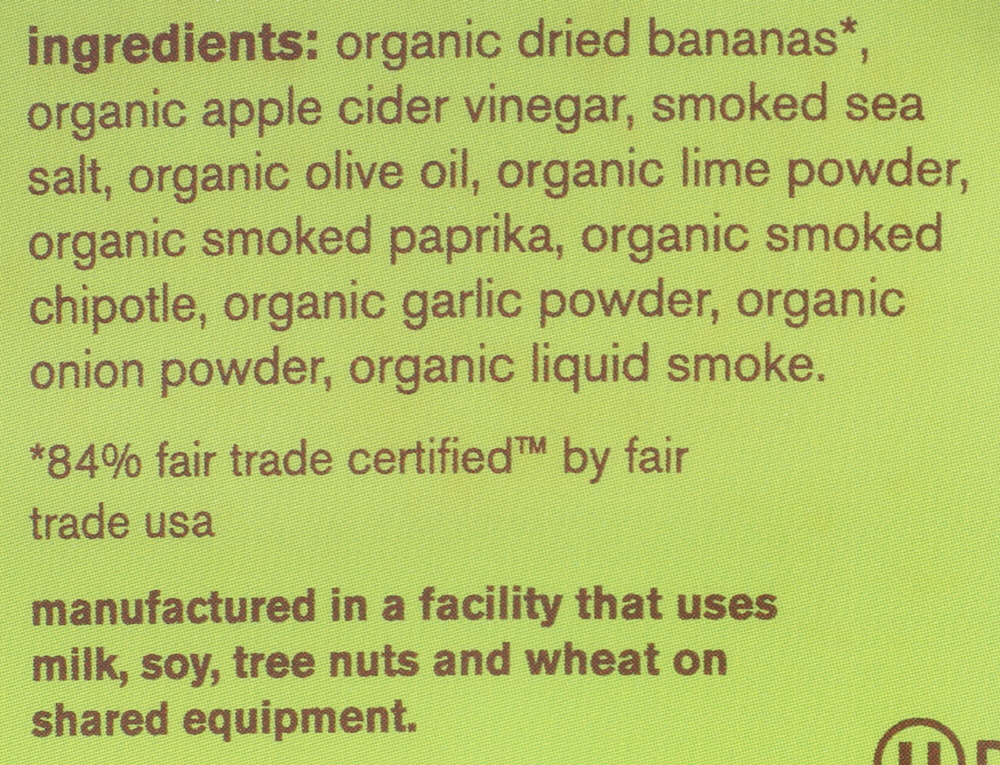 ingredients: organic dried bananas*,
organic apple cider vinegar, smoked sea
salt, organic olive oil, organic lime powder,
organic smoked paprika, organic smoked
chipotle, organic garlic powder, organic
onion powder, organic liquid smoke.
*84% fair trade certified™ by fair
trade usa
manufactured in a facility that uses
milk, soy, tree nuts and wheat on
shared equipment.